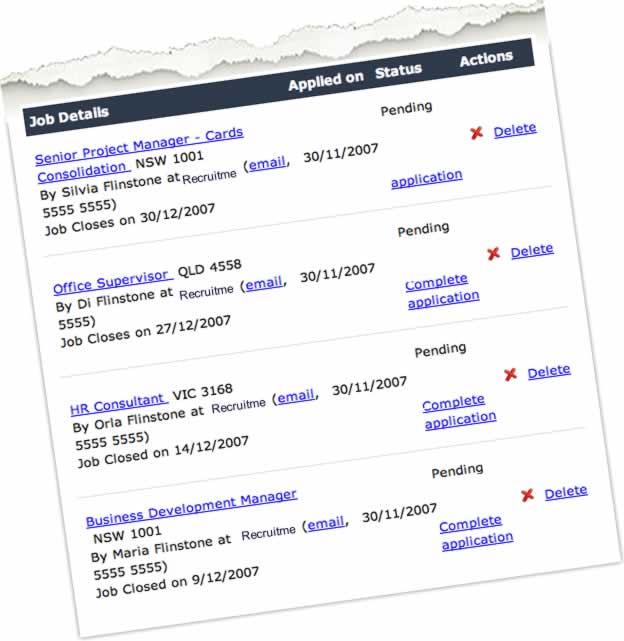 Job Details Applied on Status Actions
Senior Project Manager - Cards Pending
Consolidation NSW 1001 Delete
By Silvia Flinstone at Recruitme (email, 30/11/2007
5555 5555) application
Job Closes on 30/12/2007
Pending
Office Supervisor QLD 4558 Delete
By Di Flinstone at Recruitme (email, 30/11/2007 Complete
5555) application
Job Closes on 27/12/2007
Pending
HR Consultant VIC 3168 Delete
By Orla Flinstone at Recruitme (email, 30/11/2007 Complete
5555 5555) application
Job Closed on 14/12/2007
Business Development Manager Pending
NSW 1001 Delete
By Maria Flinstone at Recruitme (email, 30/11/2007 Complete
5555 5555) application
Job Closed on 9/12/2007